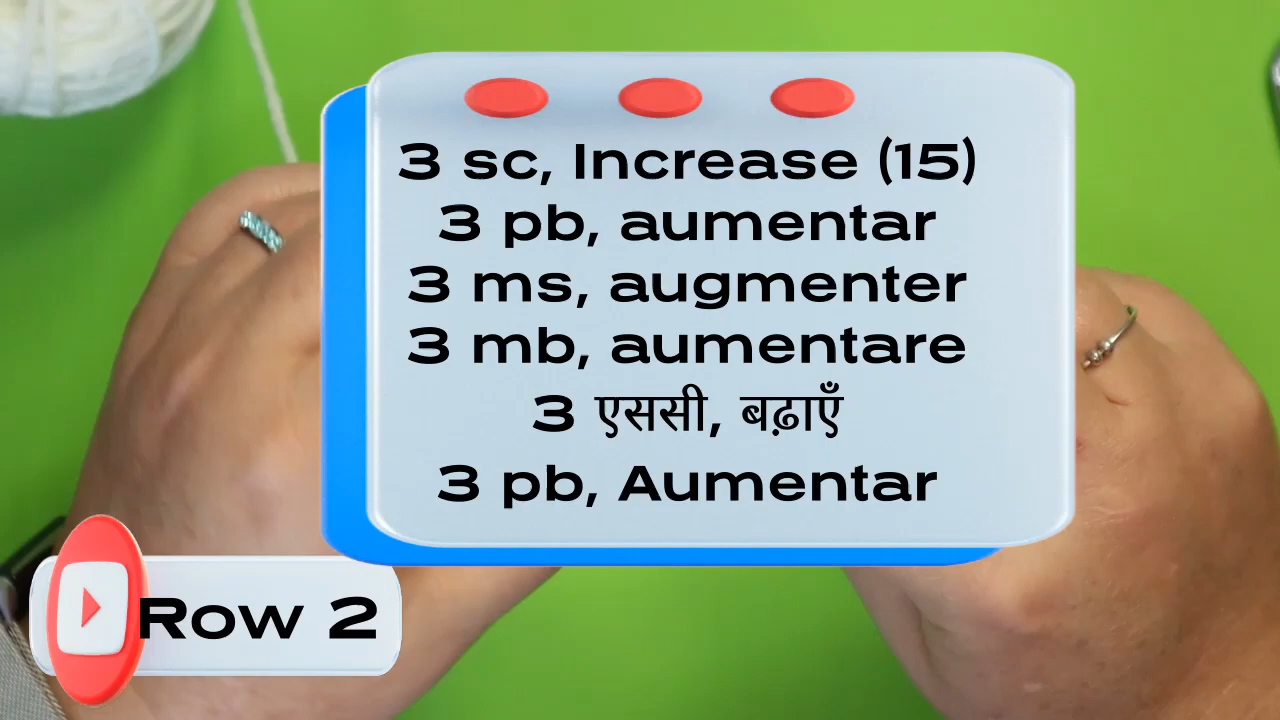 3 sc, Increase (15)
3 pb, aumentar
3 ms, augmenter
3 mb, aumentare
3 एससी, बढ़ाएँ
3 pb, Aumentar
Row 2